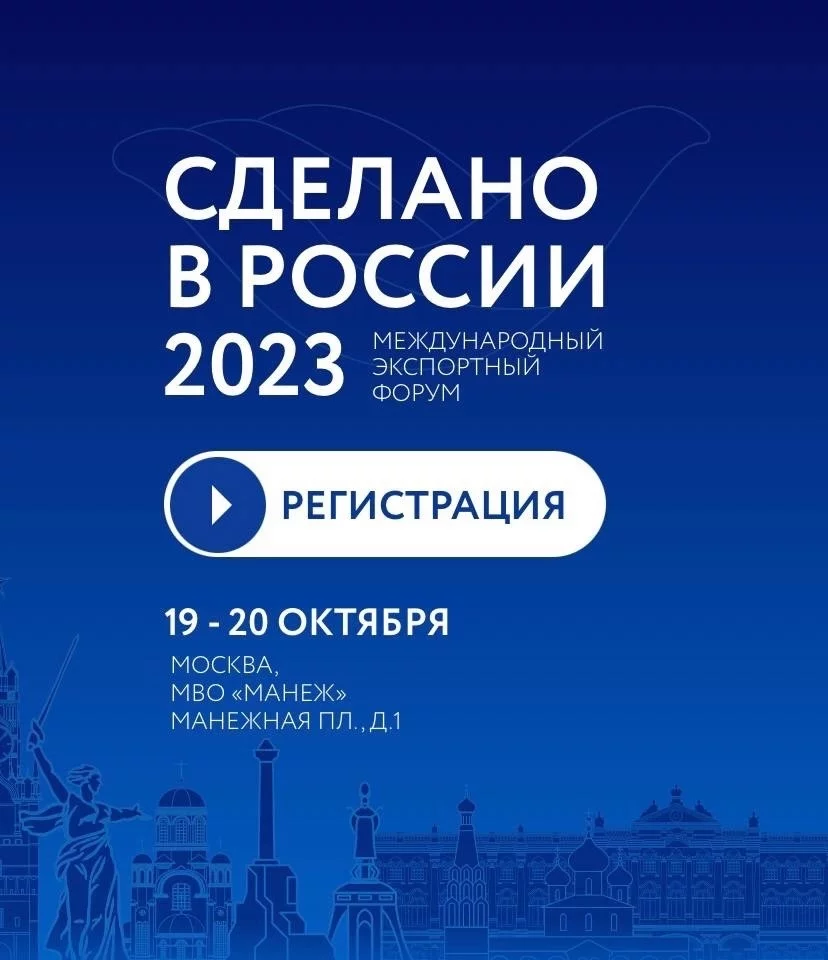 СДЕЛАНО
В РОССИИ
2023
МЕЖДУНАРОДНЫЙ
ЭКСПОРТНЫЙ
ФОРУМ
РЕГИСТРАЦИЯ
19 - 20 ОКТЯБРЯ
МОСКВА,
МВО «МАНЕЖ»
МАНЕЖНАЯ ПЛ., Д.1